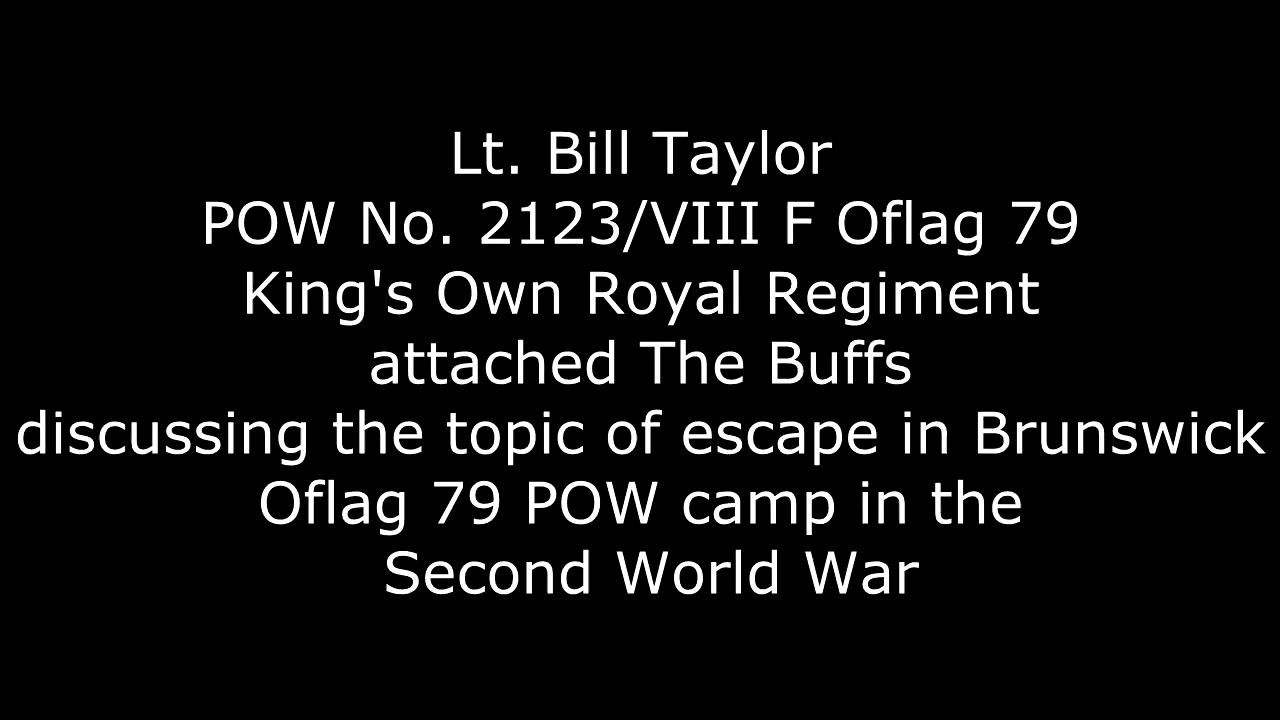 Lt. Bill Taylor
POW No. 2123/VIII F Oflag 79
King's Own Royal Regiment
attached The Buffs
discussing the topic of escape in Brunswick
Oflag 79 POW camp in the
Second World War